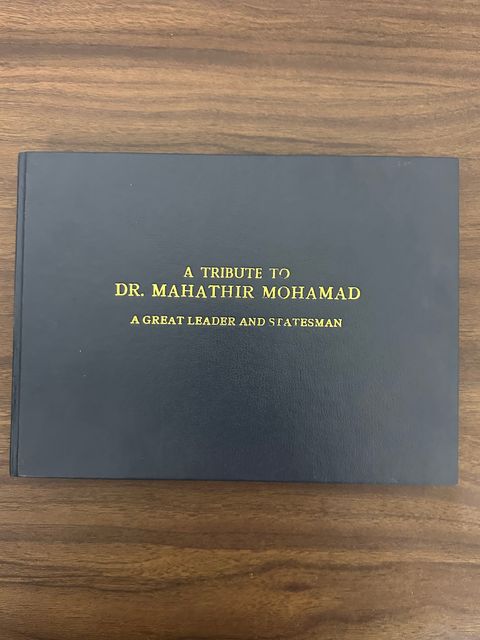 A TRIBUTE TO
DR. MAHATHIR MOHAMAD
A GREAT LEADER AND STATESMAN